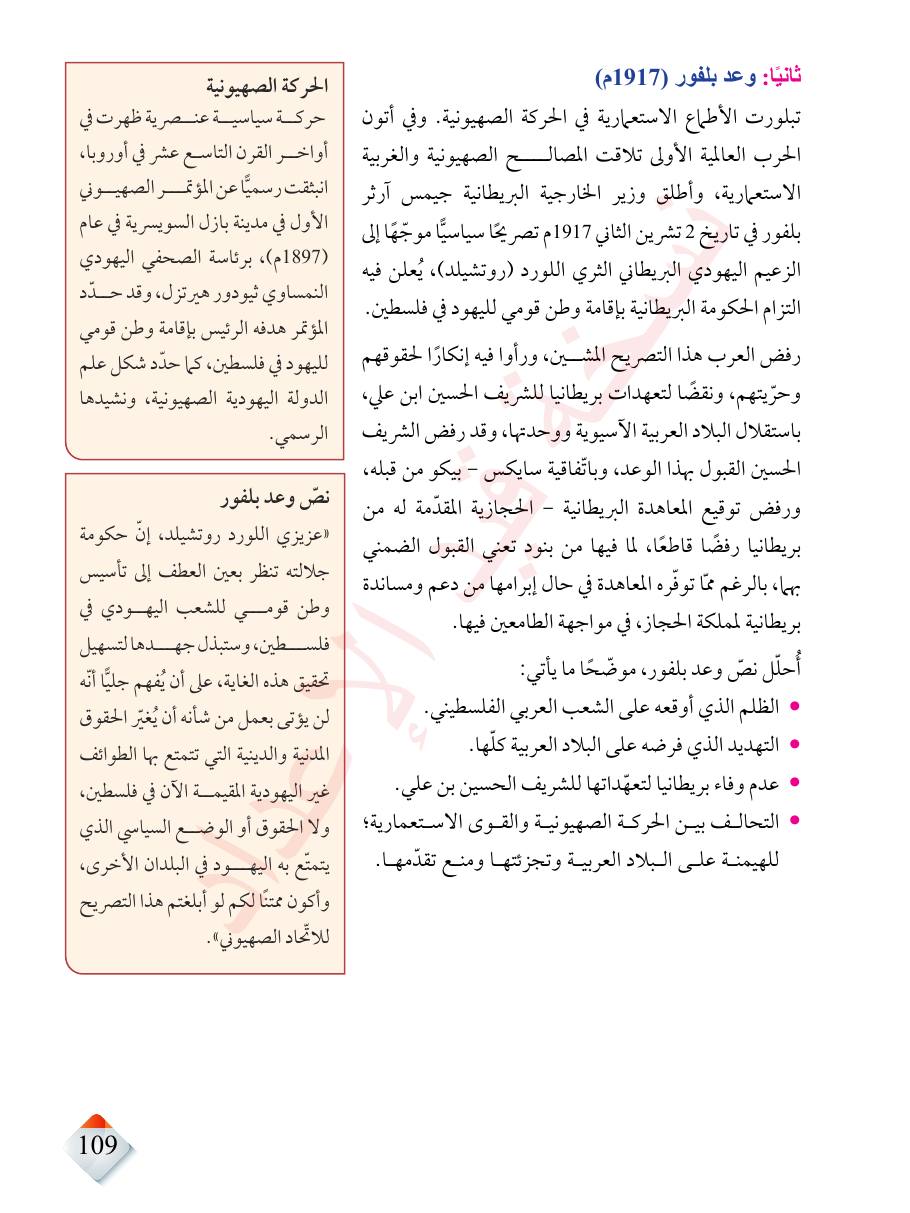 ثانيًا: وعد بلفور (1917م)
تبلورت الأطماع الاستعمارية في الحركة الصهيونية. وفي أتون
الحرب العالمية الأولى تلاقت المصالح الصهيونية والغربية
الاستعمارية، وأطلق وزير الخارجية البريطانية جيمس آرثر
بلفور في تاريخ 2 تشرين الثاني 1917م تصريحًا سياسيًّا موجّهًا إلى
الزعيم اليهودي البريطاني الثري اللورد (روتشيلد)، يُعلن فيه
التزام الحكومة البريطانية بإقامة وطن قومي لليهود في فلسطين.
رفض العرب هذا التصريح المشين، ورأوا فيه إنكارًا لحقوقهم
وحرّيتهم، ونقضًا لتعهدات بريطانيا للشريف الحسين ابن علي،
باستقلال البلاد العربية الآسيوية ووحدتها، وقد رفض الشريف
الحسين القبول بهذا الوعد، وباتّفاقية سايكس – بيكو من قبله،
ورفض توقيع المعاهدة البريطانية – الحجازية المقدّمة له من
بريطانيا رفضًا قاطعًا، لما فيها من بنود تعني القبول الضمني
بهما، بالرغم ممّا توفّره المعاهدة في حال إبرامها من دعم ومساندة
بريطانية لمملكة الحجاز، في مواجهة الطامعين فيها.
أُحلّل نصّ وعد بلفور، موضّحًا ما يأتي:
• الظلم الذي أوقعه على الشعب العربي الفلسطيني.
• التهديد الذي فرضه على البلاد العربية كلّها.
• عدم وفاء بريطانيا لتعهّداتها للشريف الحسين بن علي.
• التحالف بين الحركة الصهيونية والقوى الاستعمارية؛
للهيمنة على البلاد العربية وتجزئتها ومنع تقدّمها.
الحركة الصهيونية
حركة سياسية عنصرية ظهرت في
أواخر القرن التاسع عشر في أوروبا،
انبثقت رسميًّا عن المؤتمر الصهيوني
الأول في مدينة بازل السويسرية في عام
(1897م)، برئاسة الصحفي اليهودي
النمساوي ثيودور هيرتزل، وقد حدّد
المؤتمر هدفه الرئيس بإقامة وطن قومي
لليهود في فلسطين، كما حدّد شكل علم
الدولة اليهودية الصهيونية، ونشيدها
الرسمي.
نصّ وعد بلفور
«عزيزي اللورد روتشيلد، إنّ حكومة
جلالته تنظر بعين العطف إلى تأسيس
وطن قومي للشعب اليهودي في
فلسطين، وستبذل جهدها لتسهيل
تحقيق هذه الغاية، على أن يُفهم جليًّا أنّه
لن يؤتى بعمل من شأنه أن يُغيّر الحقوق
المدنية والدينية التي تتمتع بها الطوائف
غير اليهودية المقيمة الآن في فلسطين،
ولا الحقوق أو الوضع السياسي الذي
يتمتّع به اليهود في البلدان الأخرى،
وأكون ممتنًا لكم لو أبلغتم هذا التصريح
للاتّحاد الصهيوني».
نسخة قيد الإعداد
109